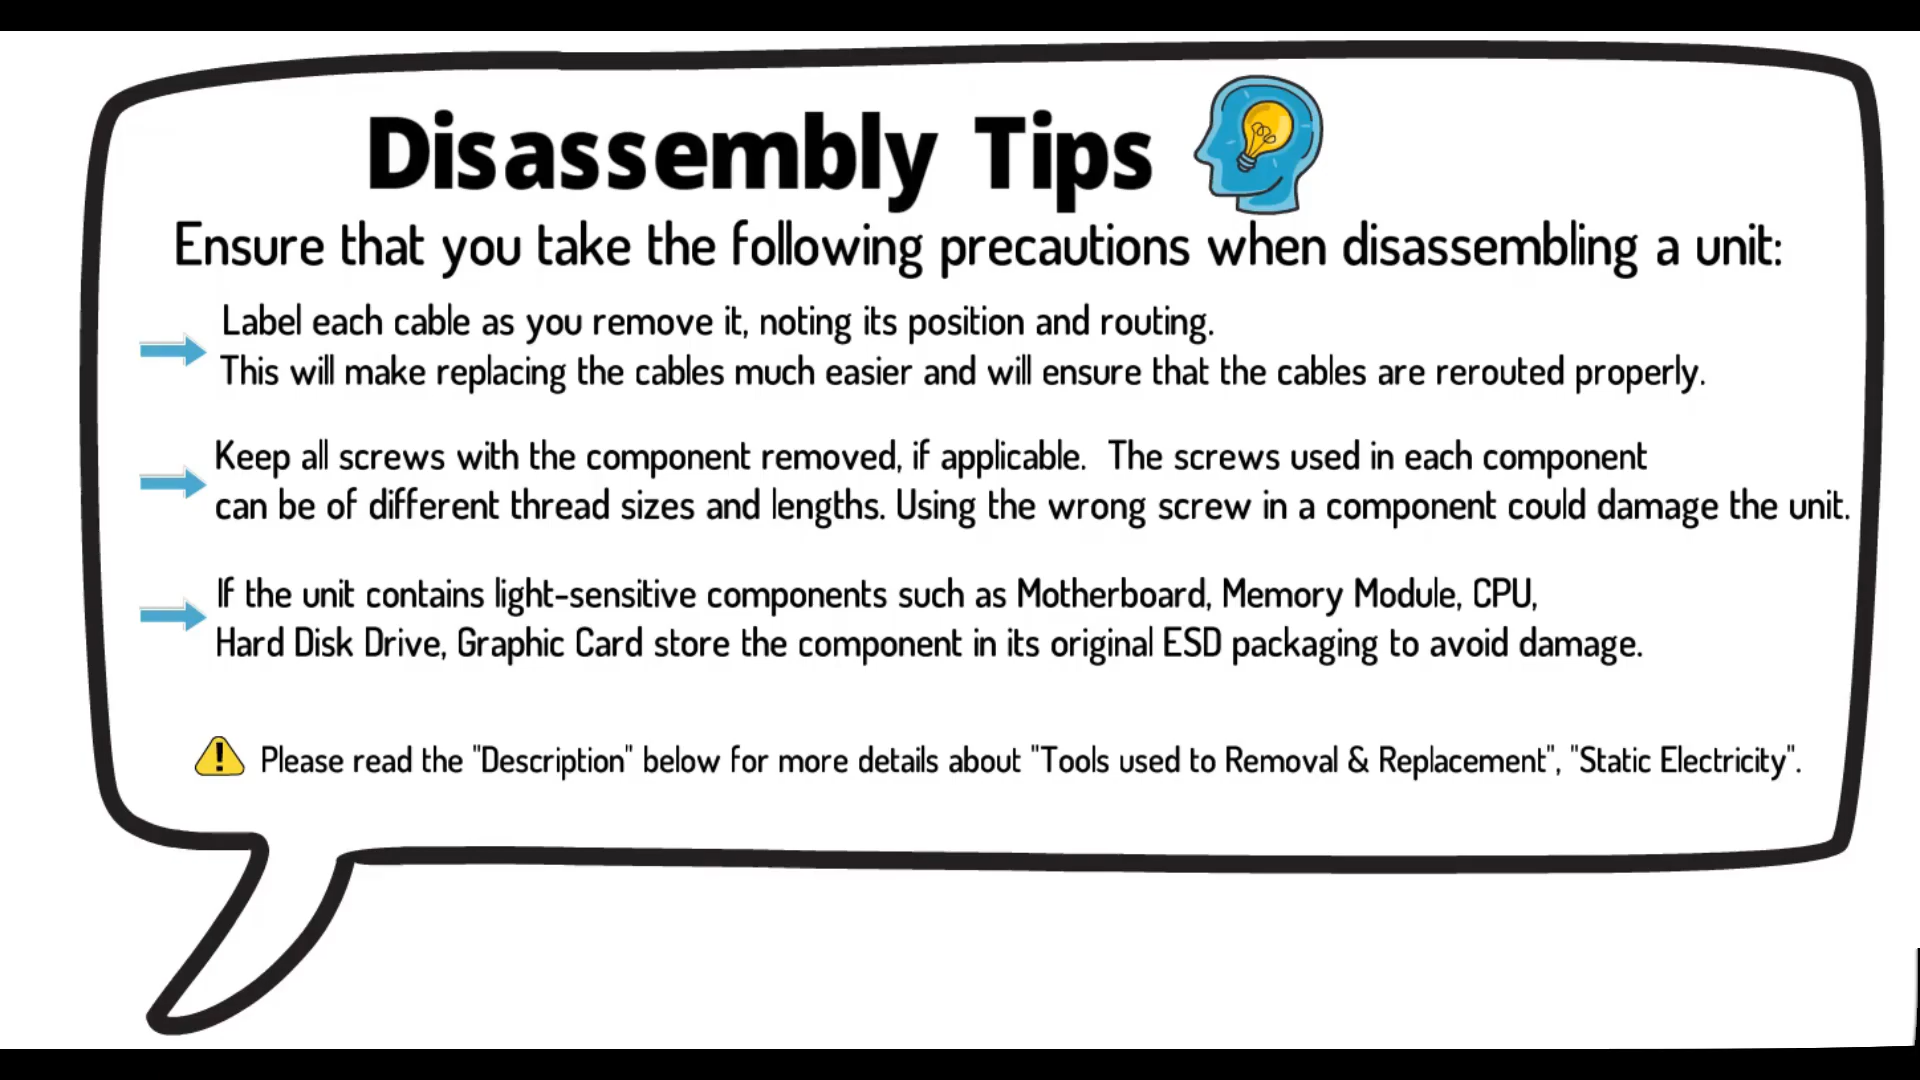 Disassembly Tips
Ensure that you take the following precautions when disassembling a unit:
Label each cable as you remove it, noting its position and routing.
This will make replacing the cables much easier and will ensure that the cables are rerouted properly.
Keep all screws with the component removed, if applicable. The screws used in each component
can be of different thread sizes and lengths. Using the wrong screw in a component could damage the unit.
If the unit contains light-sensitive components such as Motherboard, Memory Module, CPU,
Hard Disk Drive, Graphic Card store the component in its original ESD packaging to avoid damage.
Please read the "Description" below for more details about "Tools used to Removal & Replacement", "Static Electricity".